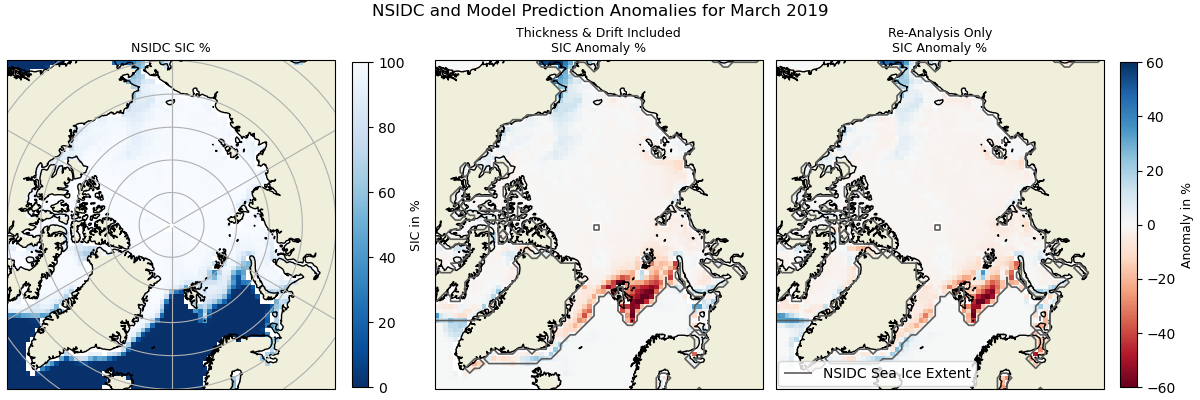 NSIDC and Model Prediction Anomalies for March 2019
NSIDC SIC %
Thickness & Drift Included
SIC Anomaly %
Re-Analysis Only
SIC Anomaly %
100
80
60
40
20
0
SIC in %
60
40
20
0
−20
−40
−60
Anomaly in %
NSIDC Sea Ice Extent